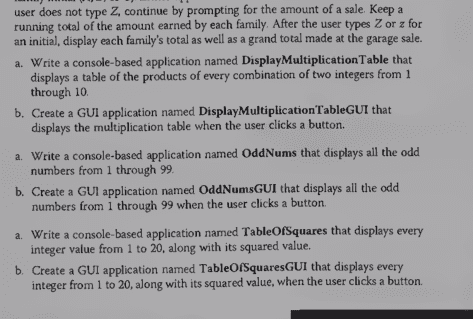 user does not type Z, continue by prompting for the amount of a sale. Keep a
running total of the amount earned by each family. After the user types Z or z for
an initial, display each family's total as well as a grand total made at the garage sale.
a. Write a console-based application named DisplayMultiplicationTable that
displays a table of the products of every combination of two integers from 1
through 10.
b. Create a GUI application named DisplayMultiplicationTableGUI that
displays the multiplication table when the user clicks a button.
a. Write a console-based application named OddNums that displays all the odd
numbers from 1 through 99.
b. Create a GUI application named OddNumsGUI that displays all the odd
numbers from 1 through 99 when the user clicks a button.
a. Write a console-based application named TableOfSquares that displays every
integer value from 1 to 20, along with its squared value.
b. Create a GUI application named TableOfSquaresGUI that displays every
integer from 1 to 20, along with its squared value, when the user clicks a button.